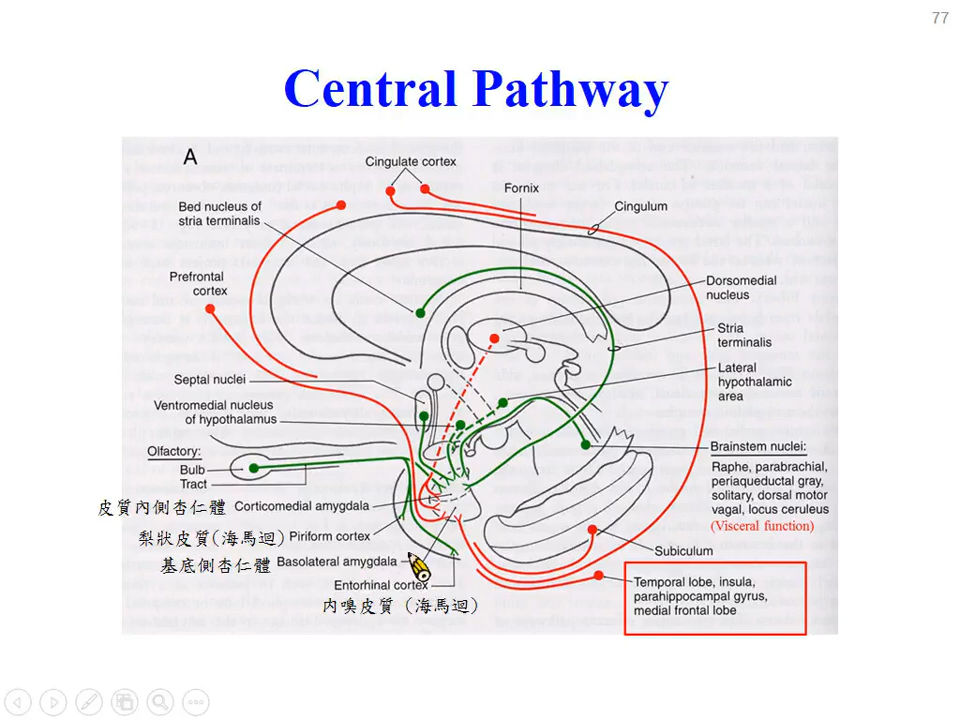 77
Central Pathway
A
Cingulate cortex
Bed nucleus of
stria terminalis
Fornix
Cingulum
Prefrontal
cortex
Dorsomedial
nucleus
Stria
terminalis
Septal nuclei
Lateral
hypothalamic
area
Ventromedial nucleus
of hypothalamus
Olfactory:
Bulb
Tract
Brainstem nuclei:
Raphe, parabrachial,
periaqueductal gray,
solitary, dorsal motor
vagal, locus ceruleus
(Visceral function)
皮質內側杏仁體
Corticomedial amygdala
梨狀皮質(海馬迴)
Piriform cortex
基底側杏仁體
Basolateral amygdala
Subiculum
Entorhinal cortex
內嗅皮質 (海馬迴)
Temporal lobe, insula,
parahippocampal gyrus,
medial frontal lobe